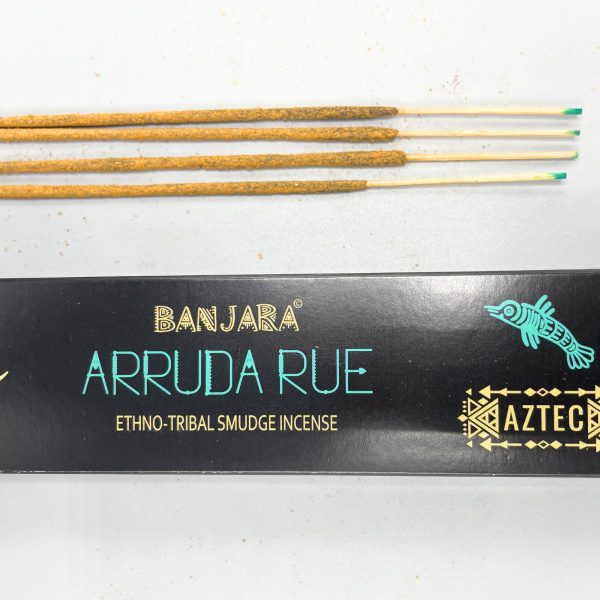 BANJARA©
ARRUDA RUE
ETHNO-TRIBAL SMUDGE INCENSE
AZTEC